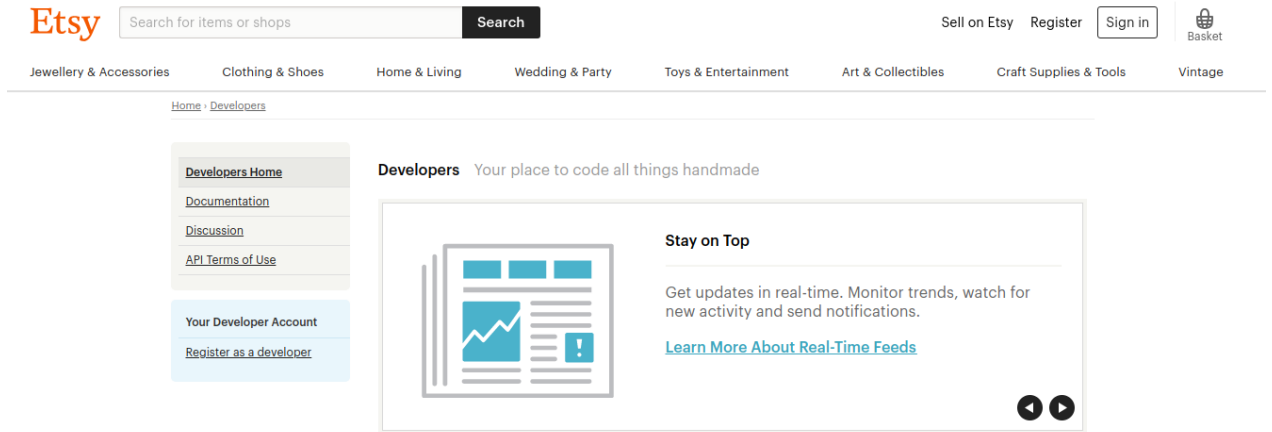 Etsy
Search for items or shops
Search
Sell on Etsy
Register
Sign in
Basket
Jewellery & Accessories
Clothing & Shoes
Home & Living
Wedding & Party
Toys & Entertainment
Art & Collectibles
Craft Supplies & Tools
Vintage
Home › Developers
Developers Home
Documentation
Discussion
API Terms of Use
Your Developer Account
Register as a developer
Developers Your place to code all things handmade
Stay on Top
Get updates in real-time. Monitor trends, watch for
new activity and send notifications.
Learn More About Real-Time Feeds